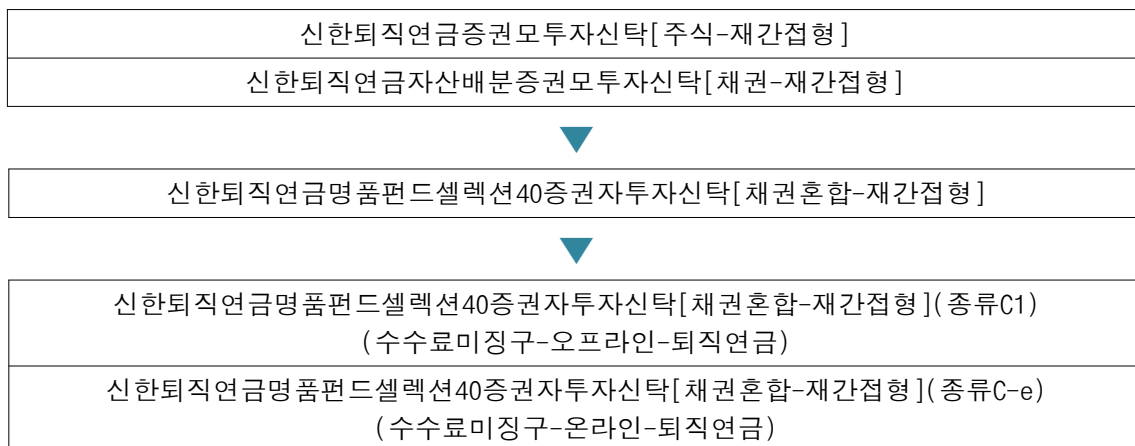 신한퇴직연금증권모투자신탁[주식-재간접형]
신한퇴직연금자산배분증권모투자신탁[채권-재간접형]
신한퇴직연금명품펀드셀렉션40증권자투자신탁[채권혼합-재간접형]
신한퇴직연금명품펀드셀렉션40증권자투자신탁[채권혼합-재간접형](종류C1)
(수수료미징구-오프라인-퇴직연금)
신한퇴직연금명품펀드셀렉션40증권자투자신탁[채권혼합-재간접형](종류C-e)
(수수료미징구-온라인-퇴직연금)